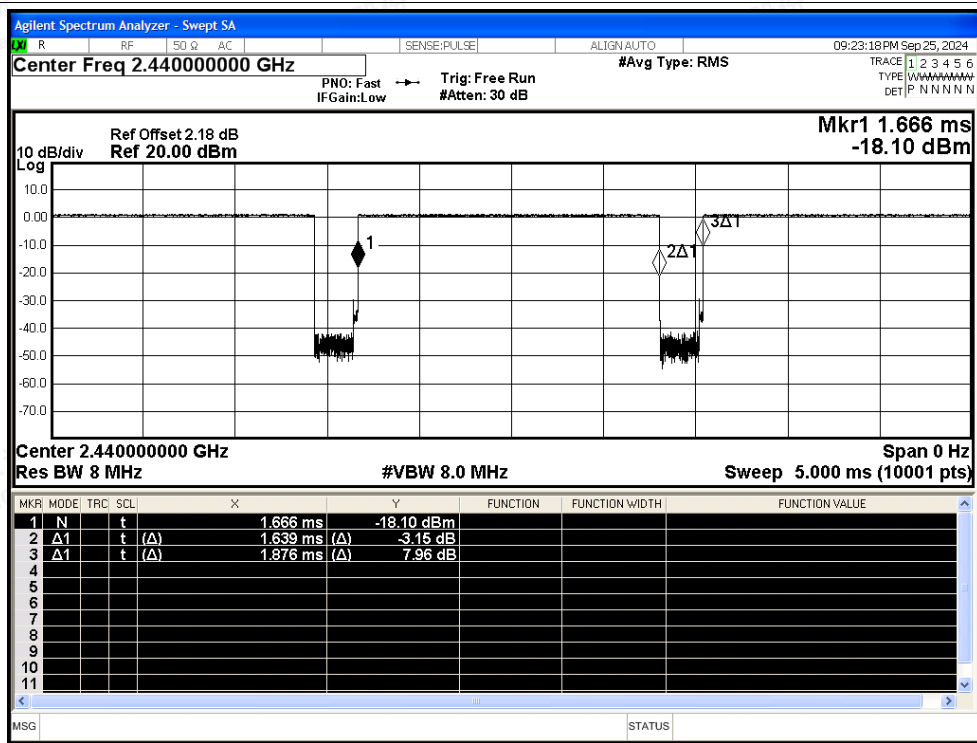 Agilent Spectrum Analyzer - Swept SA
LXI R RF 50 Ω AC SENSE:PULSE ALIGN AUTO 09:23:18 PM Sep 25, 2024
Center Freq 2.440000000 GHz
PNO: Fast
IFGain:Low
Trig: Free Run
#Atten: 30 dB
#Avg Type: RMS
TRACE 1 2 3 4 5 6
TYPE
DET P N N N N N
Mkr1 1.666 ms
-18.10 dBm
Ref Offset 2.18 dB
10 dB/div Ref 20.00 dBm
Log
10.0
0.00
-10.0
-20.0
-30.0
-40.0
-50.0
-60.0
-70.0
1
2Δ1
3Δ1
Center 2.440000000 GHz Span 0 Hz
Res BW 8 MHz #VBW 8.0 MHz Sweep 5.000 ms (10001 pts)
MKR MODE TRC SCL X Y FUNCTION FUNCTION WIDTH FUNCTION VALUE
1 N t 1.666 ms -18.10 dBm
2 Δ1 t (Δ) 1.639 ms (Δ) -3.15 dB
3 Δ1 t (Δ) 1.876 ms (Δ) 7.96 dB
4
5
6
7
8
9
10
11
MSG STATUS